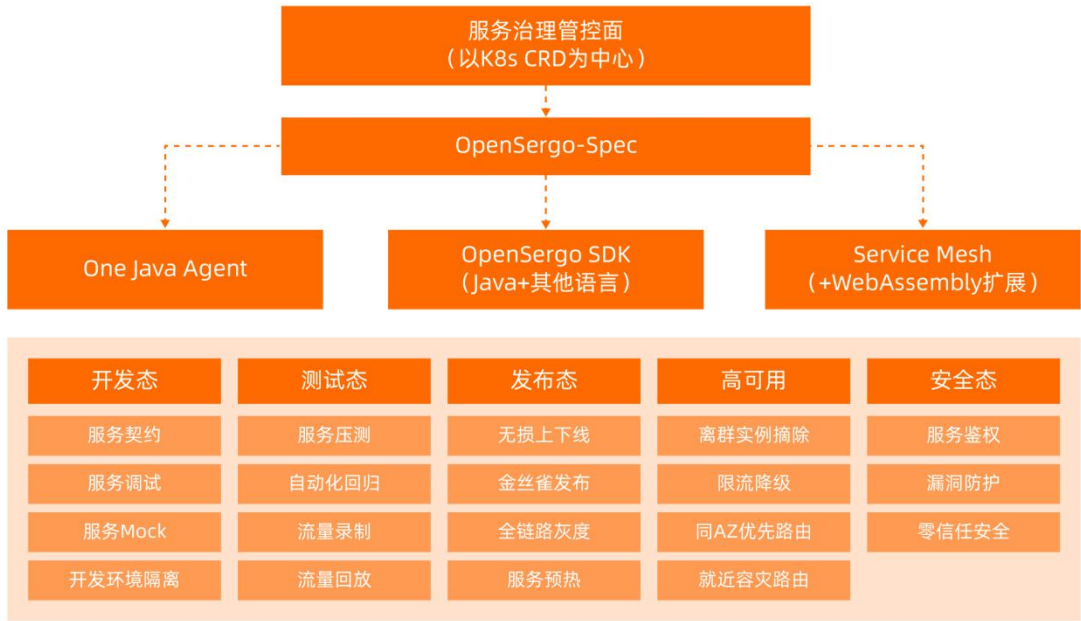 服务治理管控面
（以K8s CRD为中心）
OpenSergo-Spec
One Java Agent
OpenSergo SDK
（Java+其他语言）
Service Mesh
（+WebAssembly扩展）
开发态
测试态
发布态
高可用
安全态
服务契约
服务压测
无损上下线
离群实例摘除
服务鉴权
服务调试
自动化回归
金丝雀发布
限流降级
漏洞防护
服务Mock
流量录制
全链路灰度
同AZ优先路由
零信任安全
开发环境隔离
流量回放
服务预热
就近容灾路由